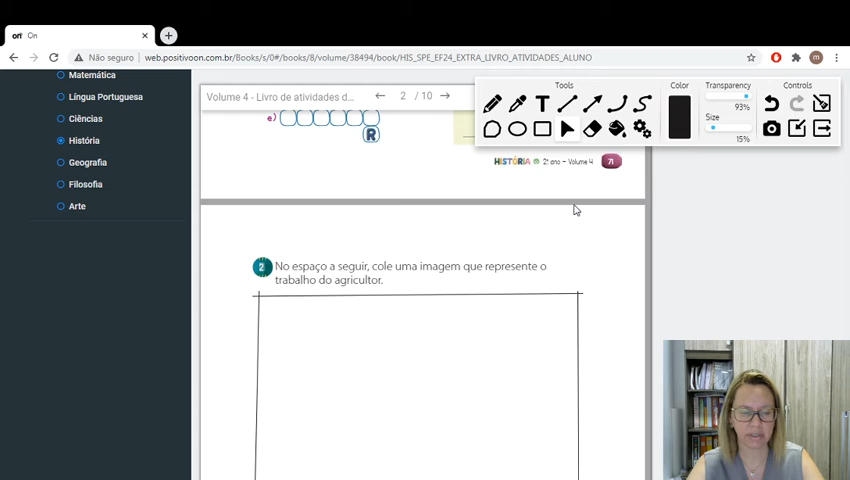 on On
Não seguro web.positivoon.com.br/Books/s/0#/books/8/volume/38494/book/HIS_SPE_EF24_EXTRA_LIVRO_ATIVIDADES_ALUNO
m
Matemática
Língua Portuguesa
Ciências
História
Geografia
Filosofia
Arte
Volume 4 - Livro de atividades d... 2 / 10
Tools
Color
Transparency
93%
Size
15%
Controls
T
e)
R
HISTÓRIA 2º. ano – Volume 4 71
2 No espaço a seguir, cole uma imagem que represente o
trabalho do agricultor.